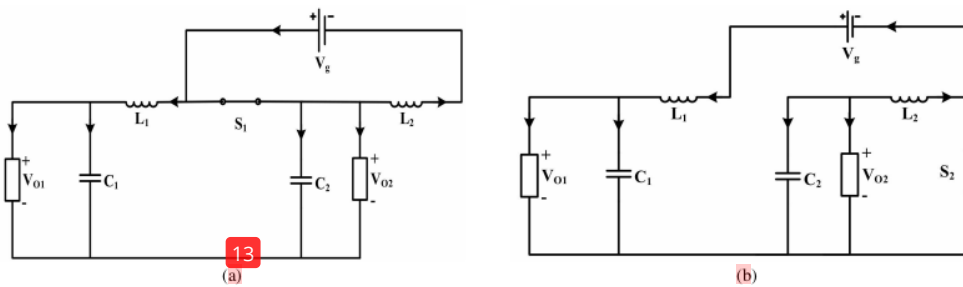 + -
Vg
L1
S1
L2
+
VO1
-
C1
C2
+
VO2
-
13
(a)
+ -
Vg
L1
L2
+
VO1
-
C1
C2
+
VO2
-
S2
(b)